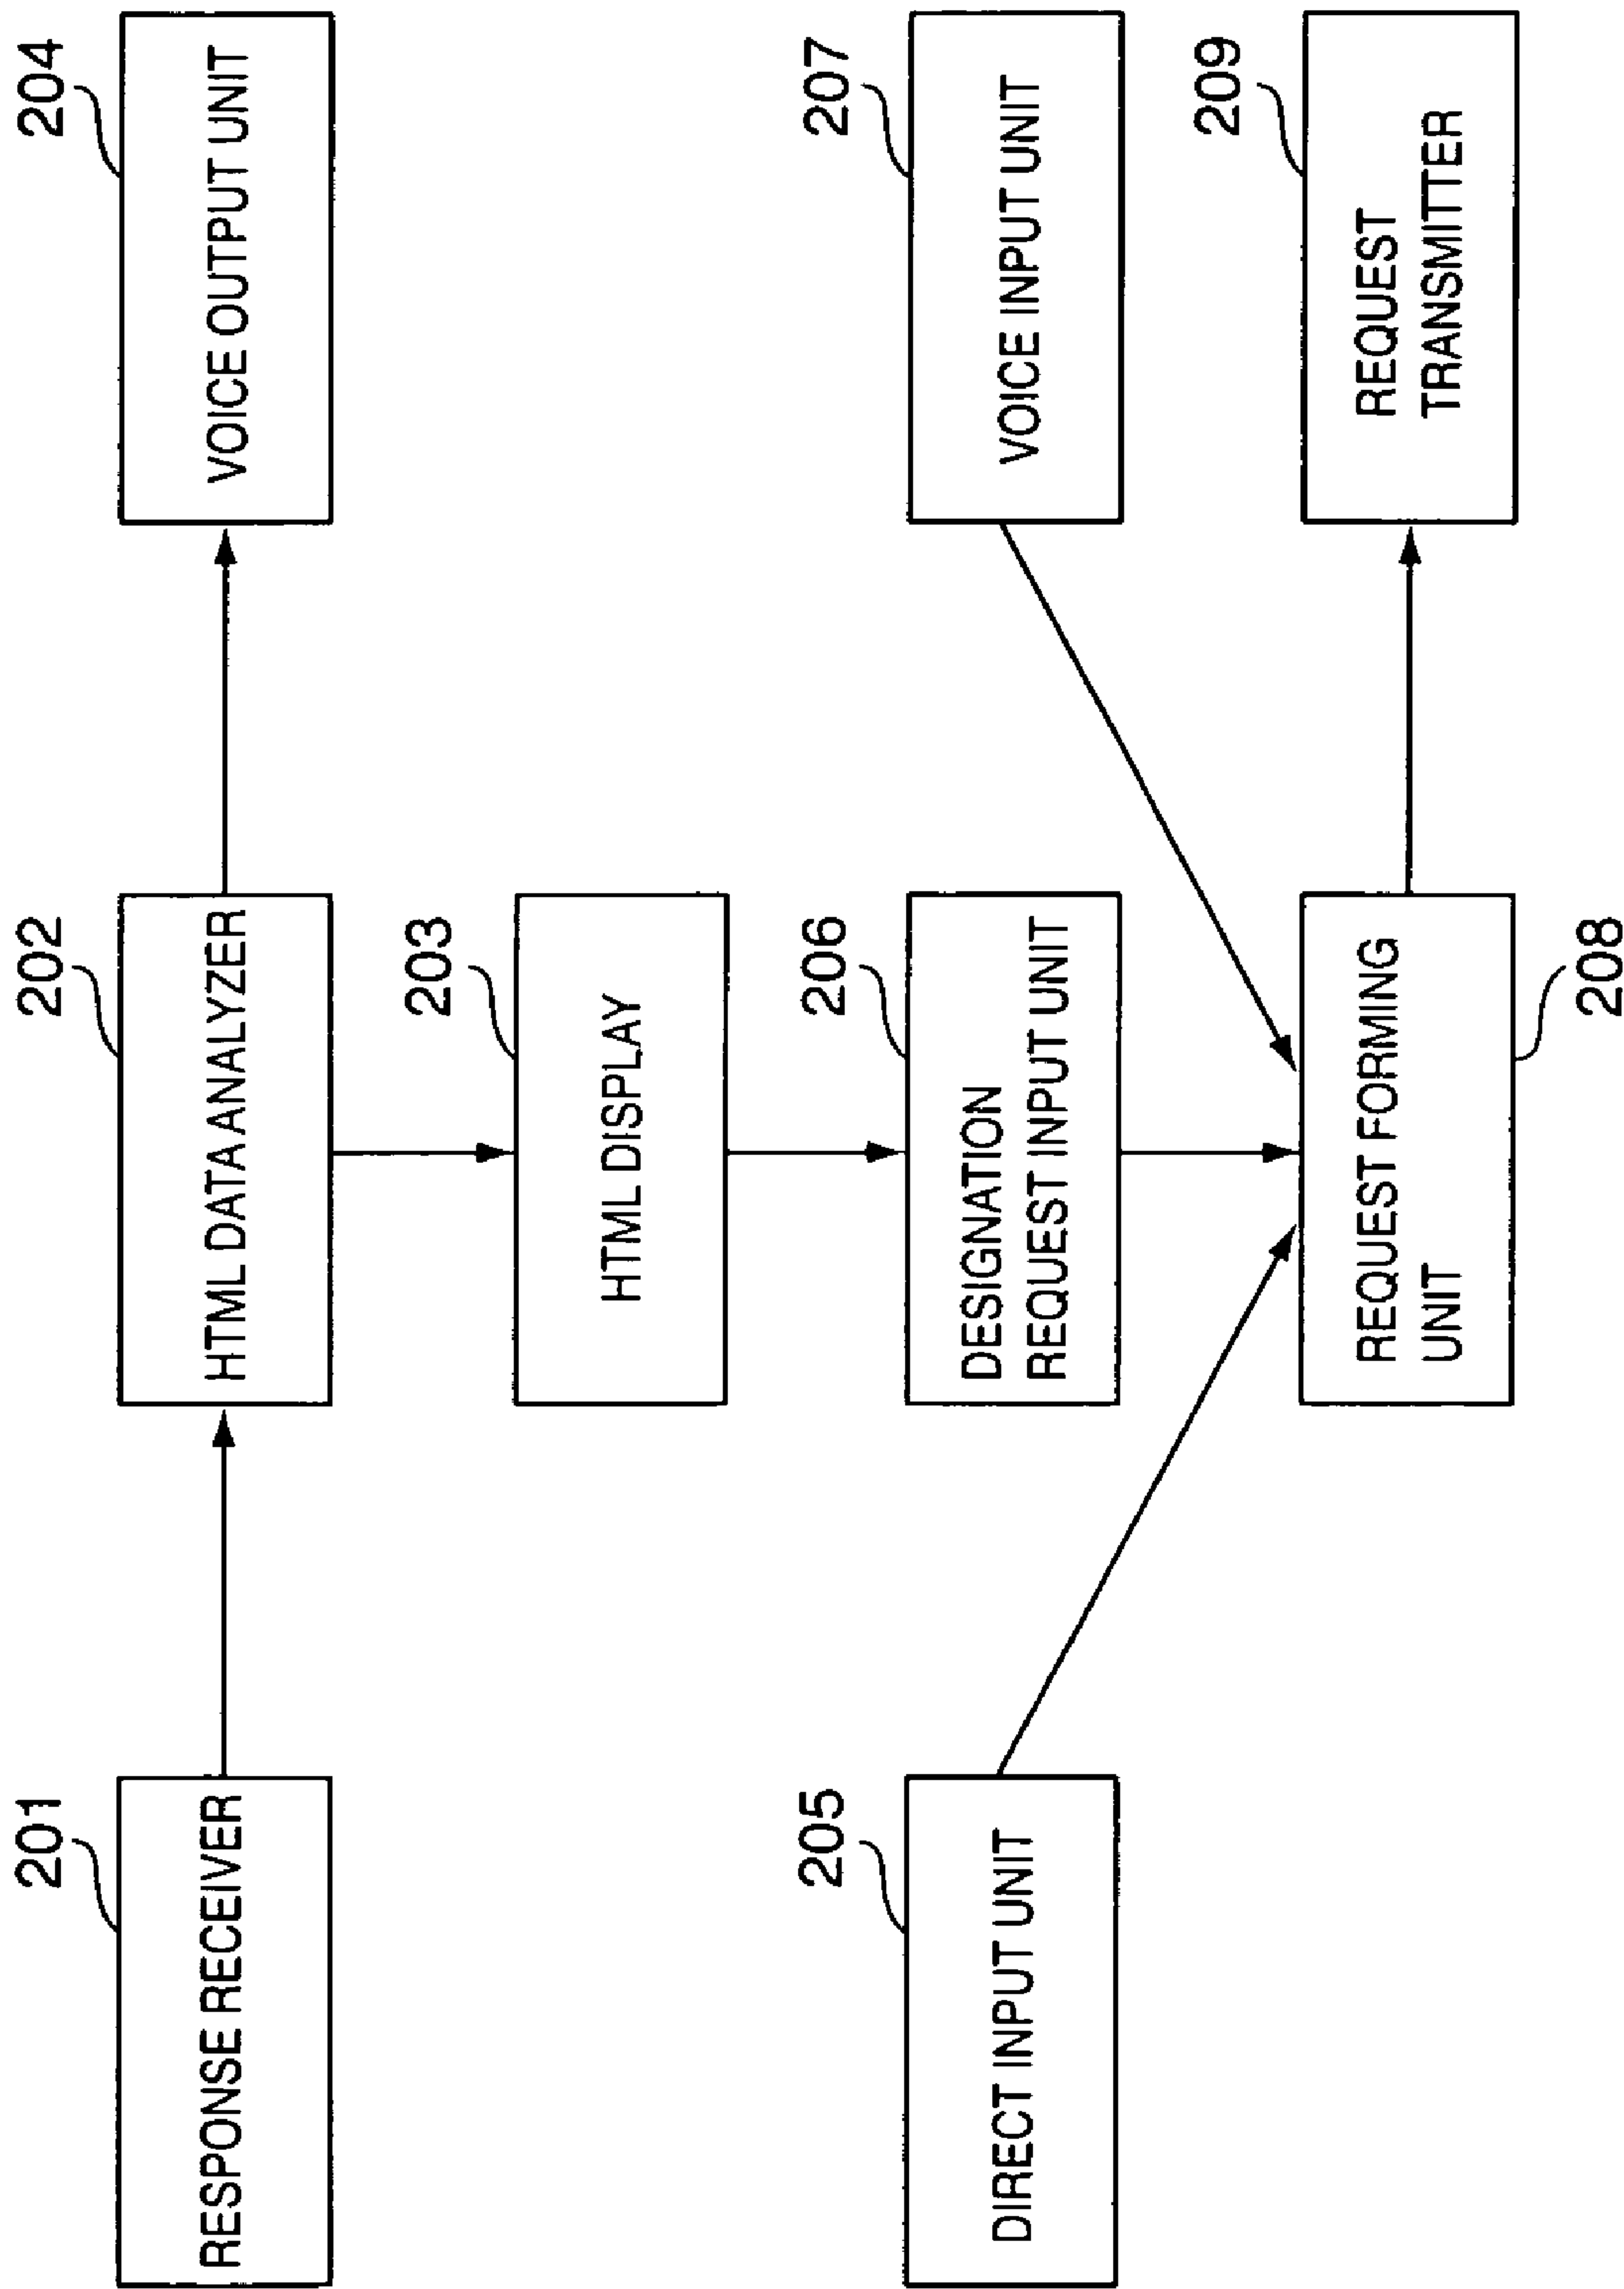 201
RESPONSE RECEIVER
202
HTML DATA ANALYZER
204
VOICE OUTPUT UNIT
203
HTML DISPLAY
205
DIRECT INPUT UNIT
206
DESIGNATION
REQUEST INPUT UNIT
207
VOICE INPUT UNIT
REQUEST FORMING
UNIT
208
209
REQUEST
TRANSMITTER